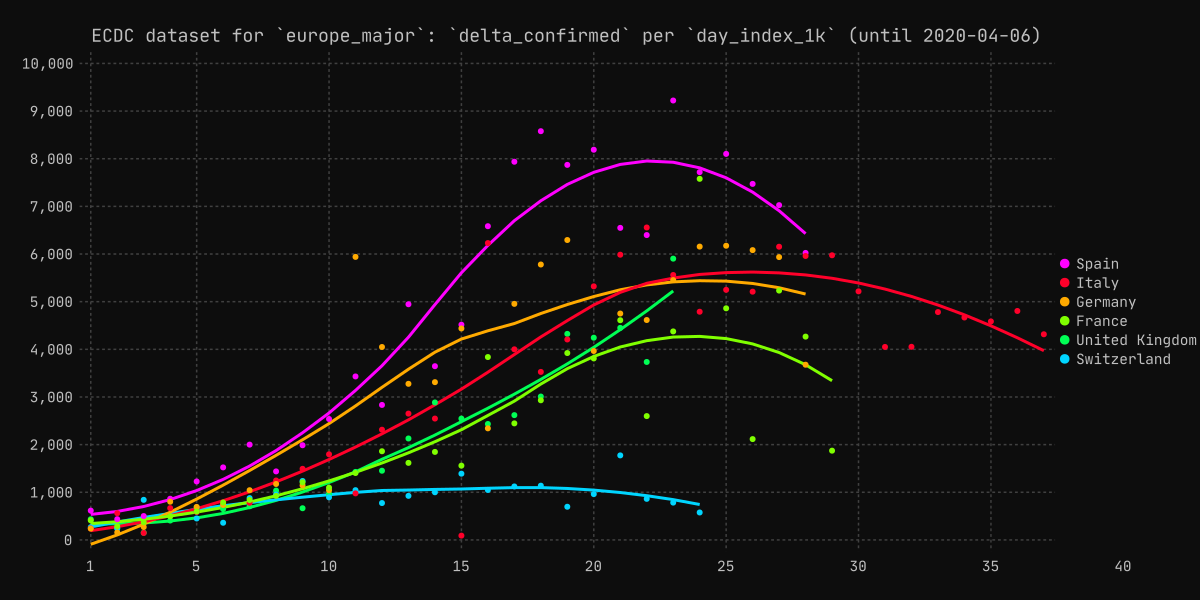 ECDC dataset for `europe_major`: `delta_confirmed` per `day_index_1k` (until 2020-04-06)
10,000
9,000
8,000
7,000
6,000
5,000
4,000
3,000
2,000
1,000
0
1 5 10 15 20 25 30 35 40
Spain
Italy
Germany
France
United Kingdom
Switzerland